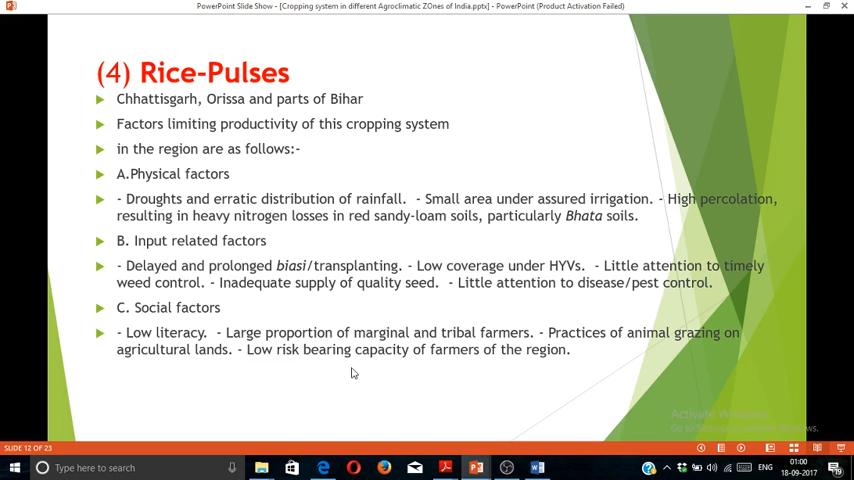 PowerPoint Slide Show - [Cropping system in different Agroclimatic ZOnes of India.pptx] - PowerPoint (Product Activation Failed)
(4) Rice-Pulses
Chhattisgarh, Orissa and parts of Bihar
Factors limiting productivity of this cropping system
in the region are as follows:-
A.Physical factors
- Droughts and erratic distribution of rainfall.  - Small area under assured irrigation.  - High percolation,
resulting in heavy nitrogen losses in red sandy-loam soils, particularly Bhata soils.
B. Input related factors
- Delayed and prolonged biasi/transplanting.  - Low coverage under HYVs.  - Little attention to timely
weed control.  - Inadequate supply of quality seed.  - Little attention to disease/pest control.
C. Social factors
- Low literacy.  - Large proportion of marginal and tribal farmers. - Practices of animal grazing on
agricultural lands. - Low risk bearing capacity of farmers of the region.
Activate Windows
Go to Settings to activate Windows.
SLIDE 12 OF 23
Type here to search
ENG
01:00
18-09-2017
19